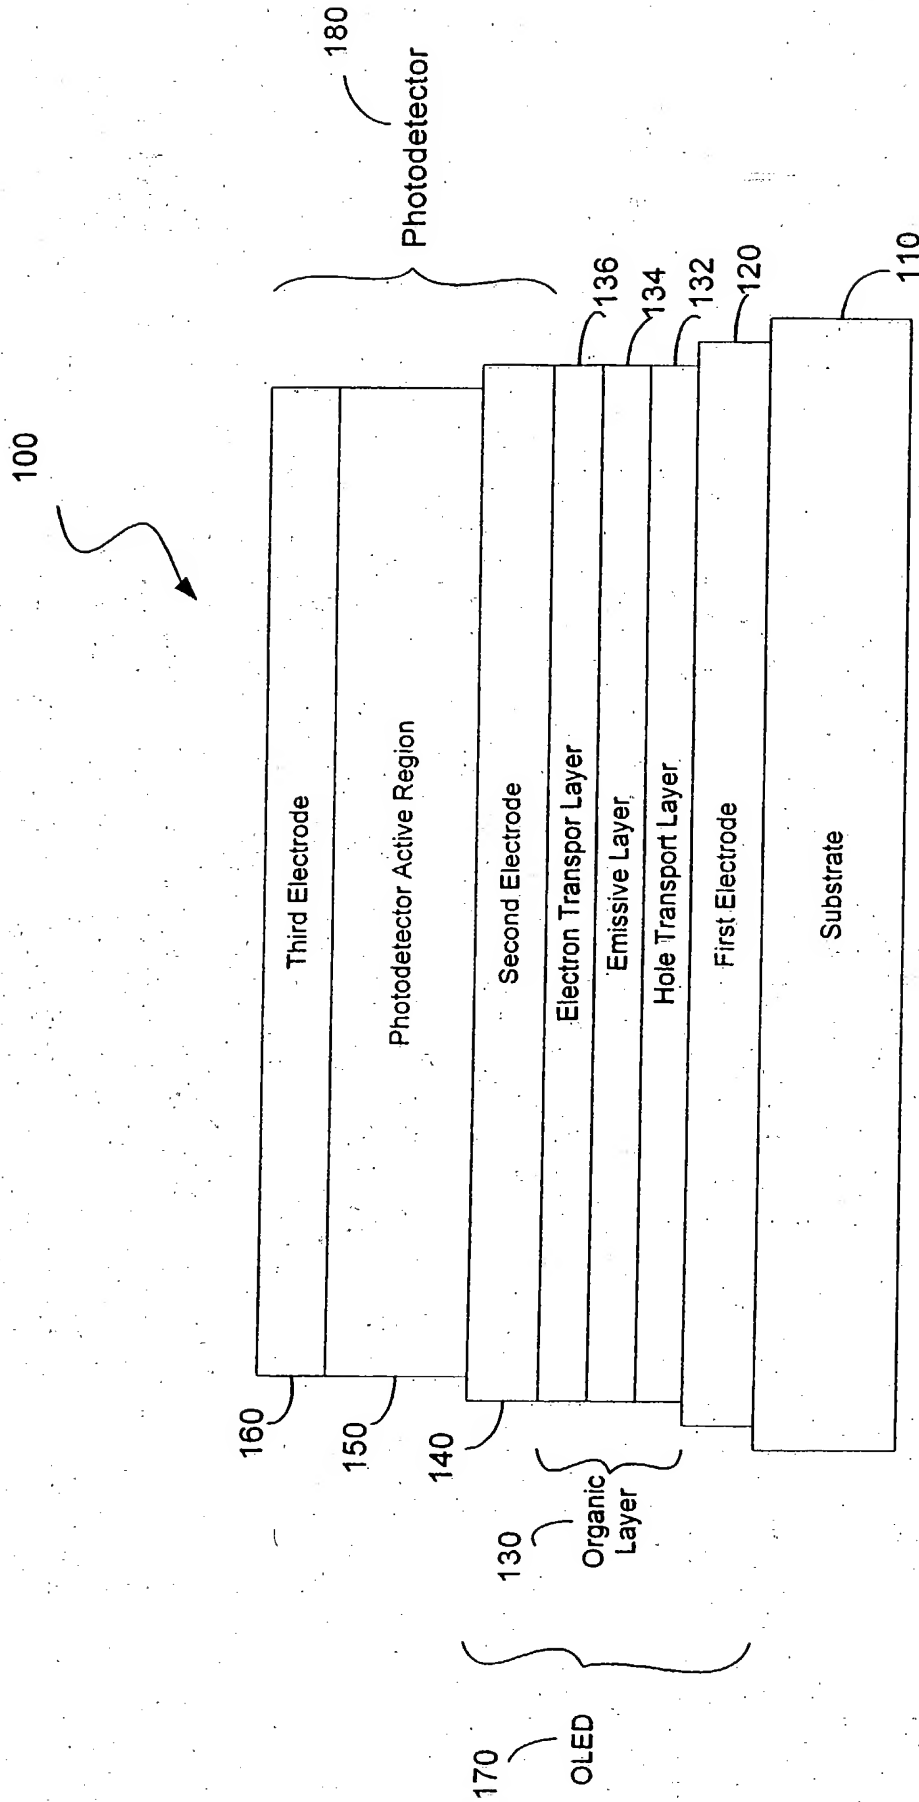 100
180
Photodetector
160
Third Electrode
150
Photodetector Active Region
140
Second Electrode
Electron Transpor Layer
136
Emissive Layer
134
Hole Transport Layer
132
130
Organic
Layer
First Electrode
120
Substrate
110
170
OLED